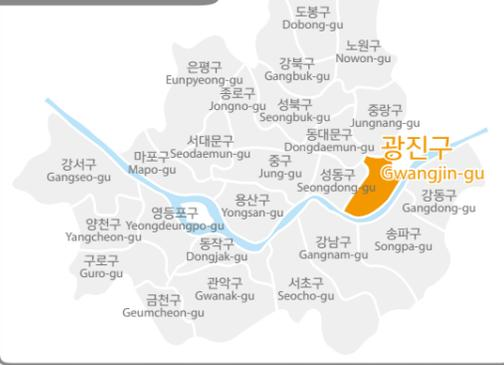 도봉구
Dobong-gu
노원구
Nowon-gu
은평구
Eunpyeong-gu
강북구
Gangbuk-gu
종로구
Jongno-gu
성북구
Seongbuk-gu
중랑구
Jungnang-gu
서대문구
Seodaemun-gu
동대문구
Dongdaemun-gu
광진구
Gwangjin-gu
강서구
Gangseo-gu
마포구
Mapo-gu
중구
Jung-gu
성동구
Seongdong-gu
강동구
Gangdong-gu
양천구
Yangcheon-gu
영등포구
Yeongdeungpo-gu
용산구
Yongsan-gu
동작구
Dongjak-gu
강남구
Gangnam-gu
송파구
Songpa-gu
구로구
Guro-gu
금천구
Geumcheon-gu
관악구
Gwanak-gu
서초구
Seocho-gu